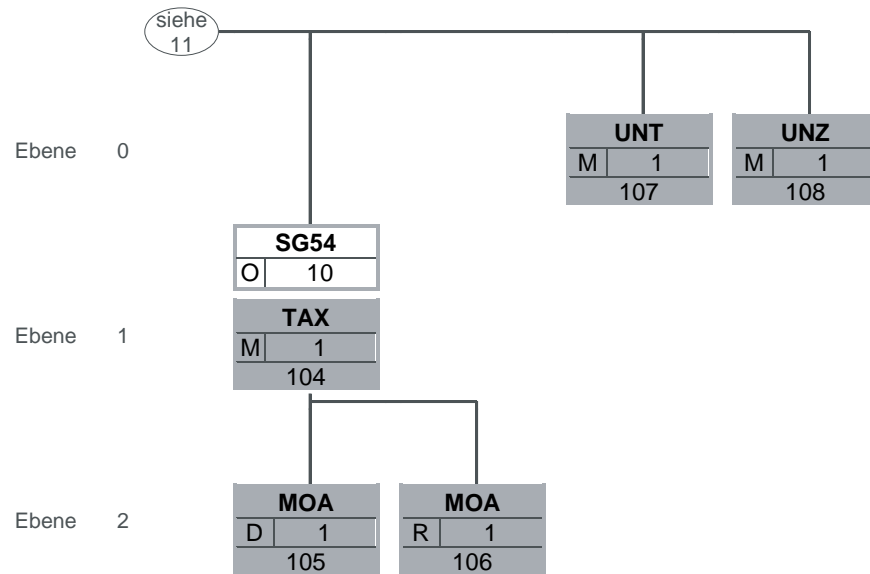 siehe
11
Ebene 0
UNT
M 1
107
UNZ
M 1
108
SG54
O 10
Ebene 1
TAX
M 1
104
Ebene 2
MOA
D 1
105
MOA
R 1
106